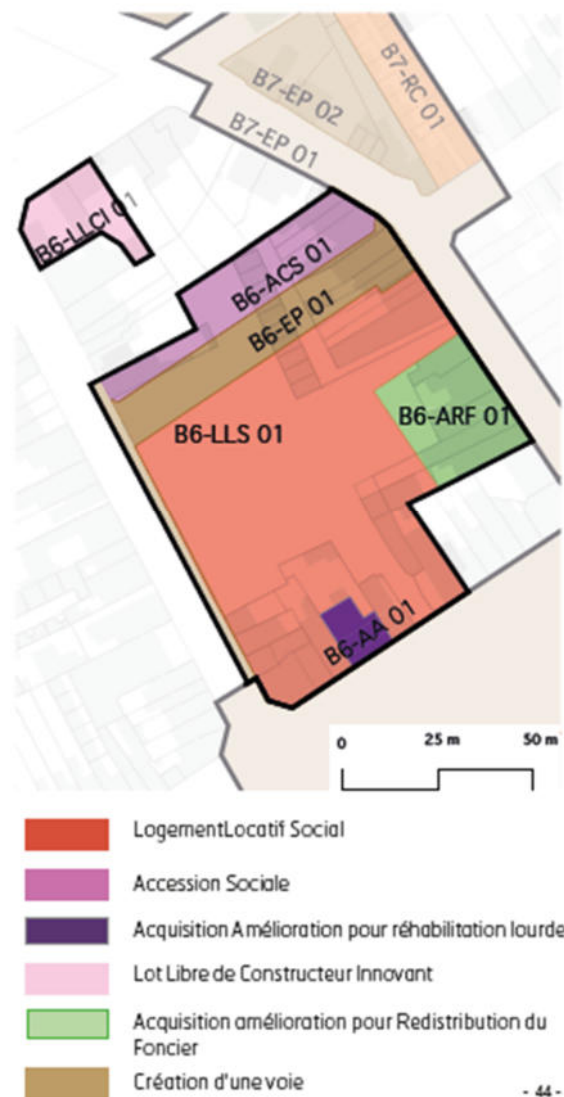 B7-RC 01
B7-EP 02
B7-EP 01
B6-LLCI 01
B6-ACS 01
B6-EP 01
B6-LLS 01
B6-ARF 01
B6-AA 01
0 25 m 50 m
LogementLocatif Social
Accession Sociale
Acquisition Amélioration pour réhabilitation lourde
Lot Libre de Constructeur Innovant
Acquisition amélioration pour Redistribution du
Foncier
Création d'une voie
- 44 -